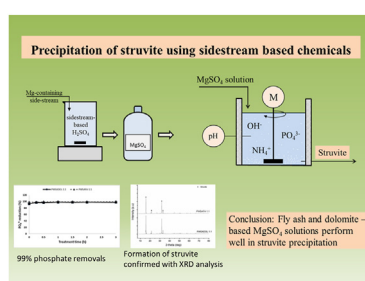 Precipitation of struvite using sidestream based chemicals
Mg-containing
side-stream
sidestream-
based
H₂SO₄
MgSO₄
MgSO₄ solution
M
pH
OH⁻
PO₄³⁻
NH₄⁺
Struvite
99% phosphate removals
Formation of struvite
confirmed with XRD analysis
Conclusion: Fly ash and dolomite –
based MgSO₄ solutions perform
well in struvite precipitation